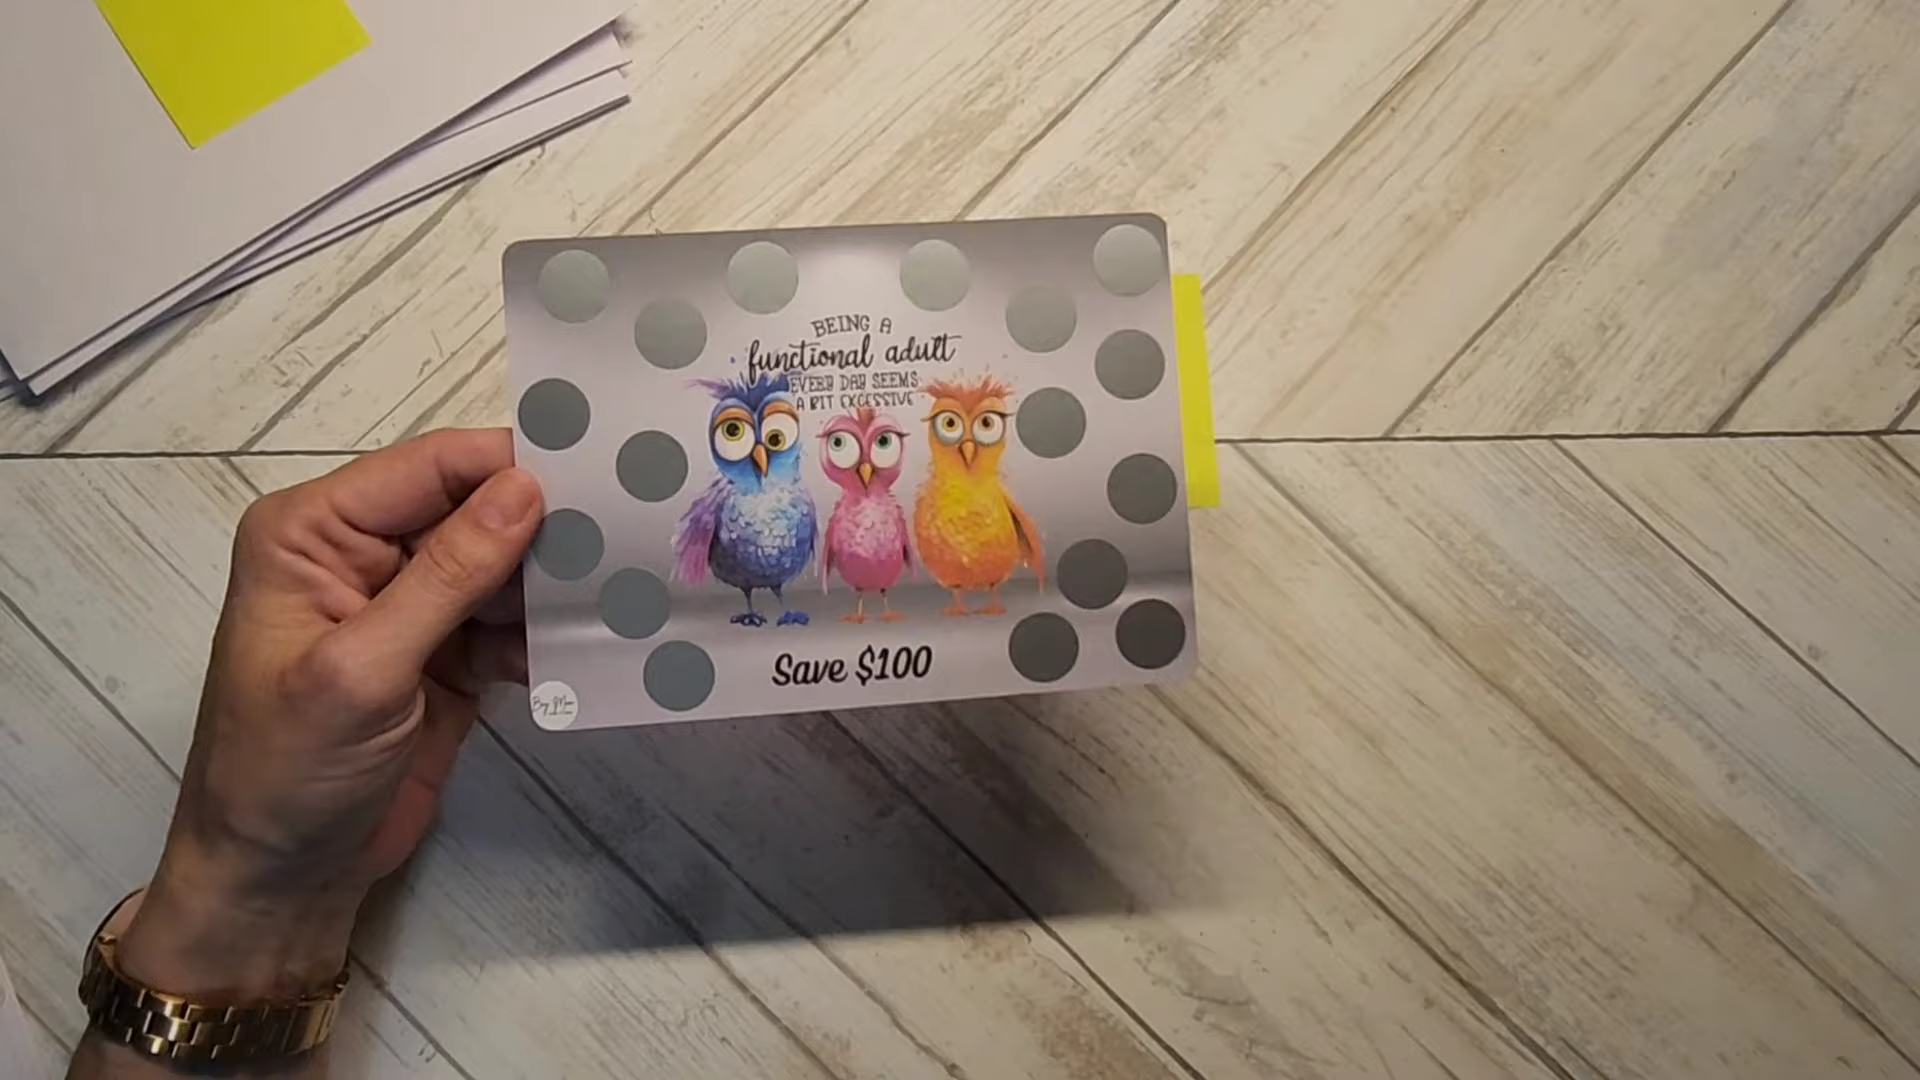 BEING A
functional adult
EVERY DAY SEEMS
A BIT EXCESSIVE
Save $100